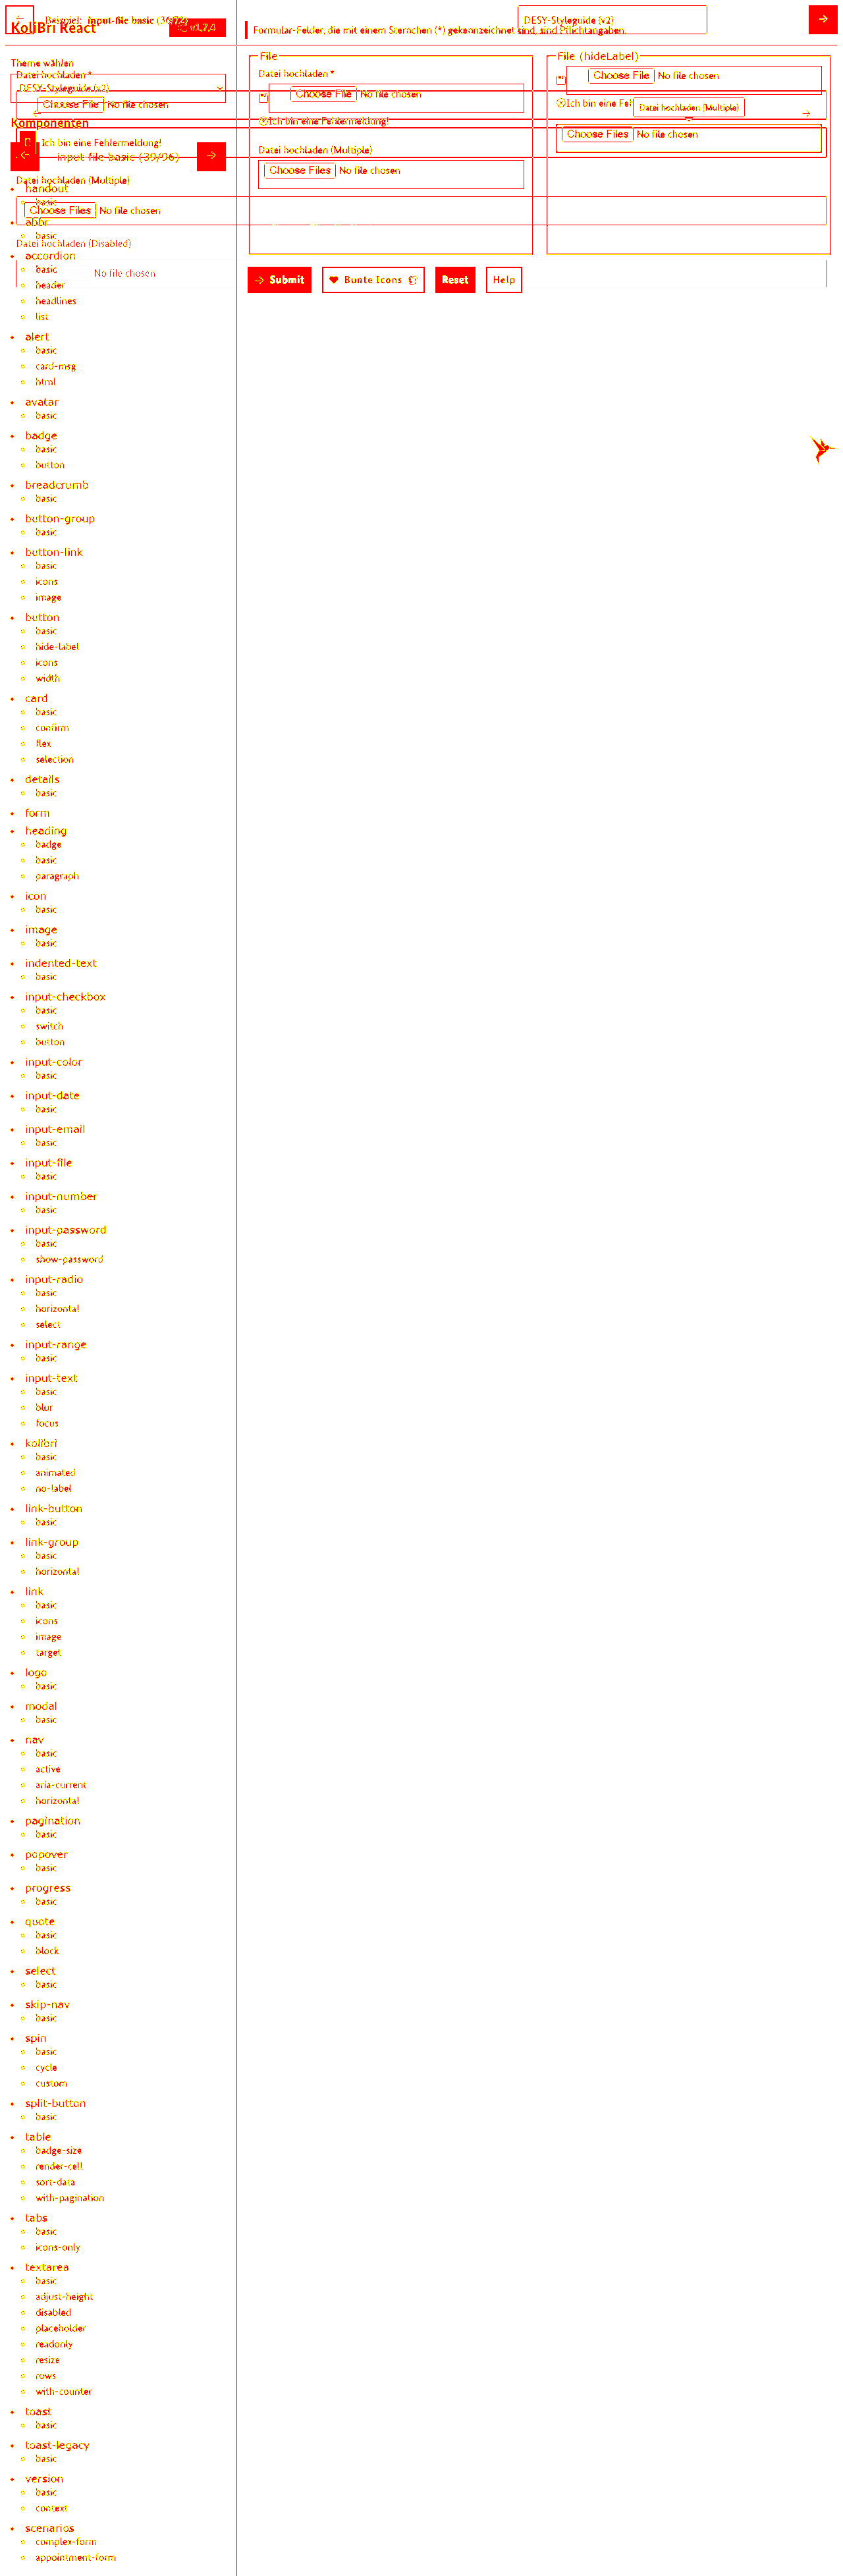 Beispiel: input-file basic
KoliBri React
v1.7.4
Formular-Felder, die mit einem Sternchen (*) gekennzeichnet sind, sind Pflichtangaben.
DESY-Styleguide (v2)
Theme wählen
Datei hochladen *
DESY-Styleguide (v2)
Choose File No file chosen
Komponenten
Ich bin eine Fehlermeldung!
input-file-basic (39/96)
Datei hochladen (Multiple)
Choose Files No file chosen
Datei hochladen (Disabled)
No file chosen
File
Datei hochladen *
Choose File No file chosen
Ich bin eine Fehlermeldung!
Datei hochladen (Multiple)
Choose Files No file chosen
File (hideLabel)
Choose File No file chosen
Ich bin eine
Datei hochladen (Multiple)
Choose Files No file chosen
Submit
Bunte Icons
Reset
Help
handout
basic
abbr
basic
accordion
basic
header
headlines
list
alert
basic
card-msg
html
avatar
basic
badge
basic
button
breadcrumb
basic
button-group
basic
button-link
basic
icons
image
button
basic
hide-label
icons
width
card
basic
confirm
flex
selection
details
basic
form
heading
badge
basic
paragraph
icon
basic
image
basic
indented-text
basic
input-checkbox
basic
switch
button
input-color
basic
input-date
basic
input-email
basic
input-file
basic
input-number
basic
input-password
basic
show-password
input-radio
basic
horizontal
select
input-range
basic
input-text
basic
blur
focus
kolibri
basic
animated
no-label
link-button
basic
link-group
basic
horizontal
link
basic
icons
image
target
logo
basic
modal
basic
nav
basic
active
aria-current
horizontal
pagination
basic
popover
basic
progress
basic
quote
basic
block
select
basic
skip-nav
basic
spin
basic
cycle
custom
split-button
basic
table
badge-size
render-cell
sort-data
with-pagination
tabs
basic
icons-only
textarea
basic
adjust-height
disabled
placeholder
readonly
resize
rows
with-counter
toast
basic
toast-legacy
basic
version
basic
context
scenarios
complex-form
appointment-form